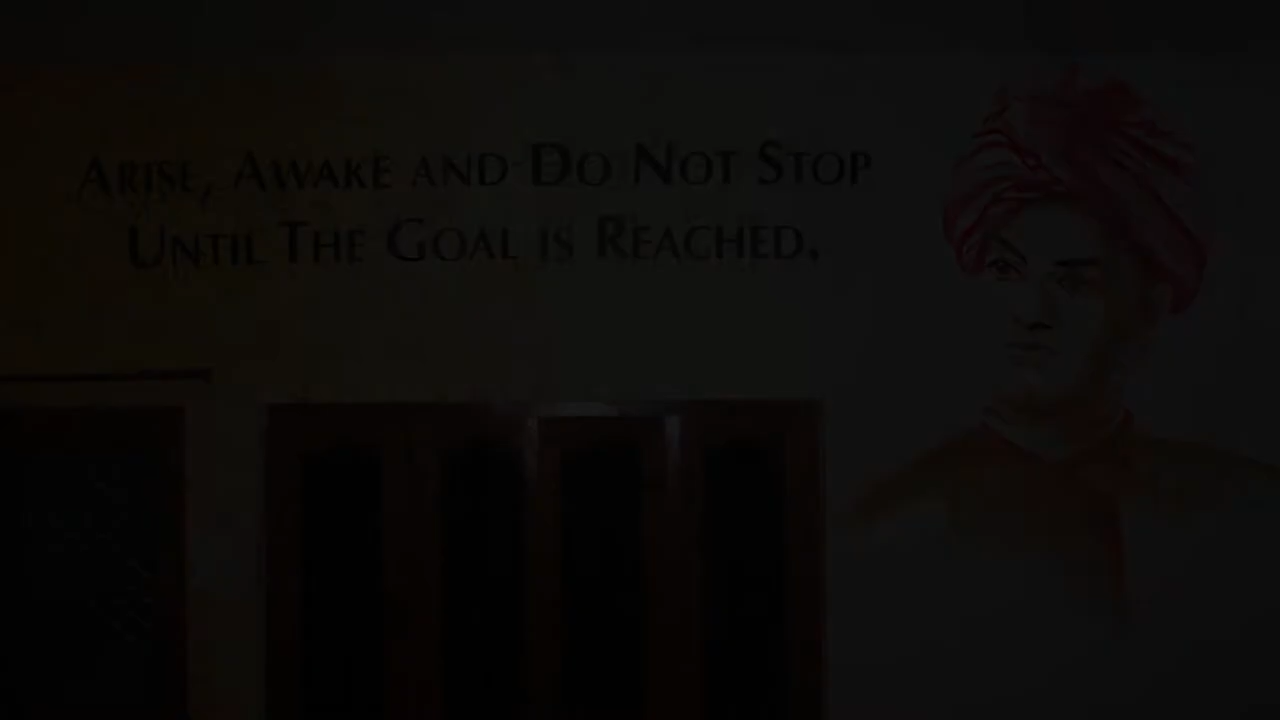 Arise, Awake and Do Not Stop
Until The Goal is Reached.